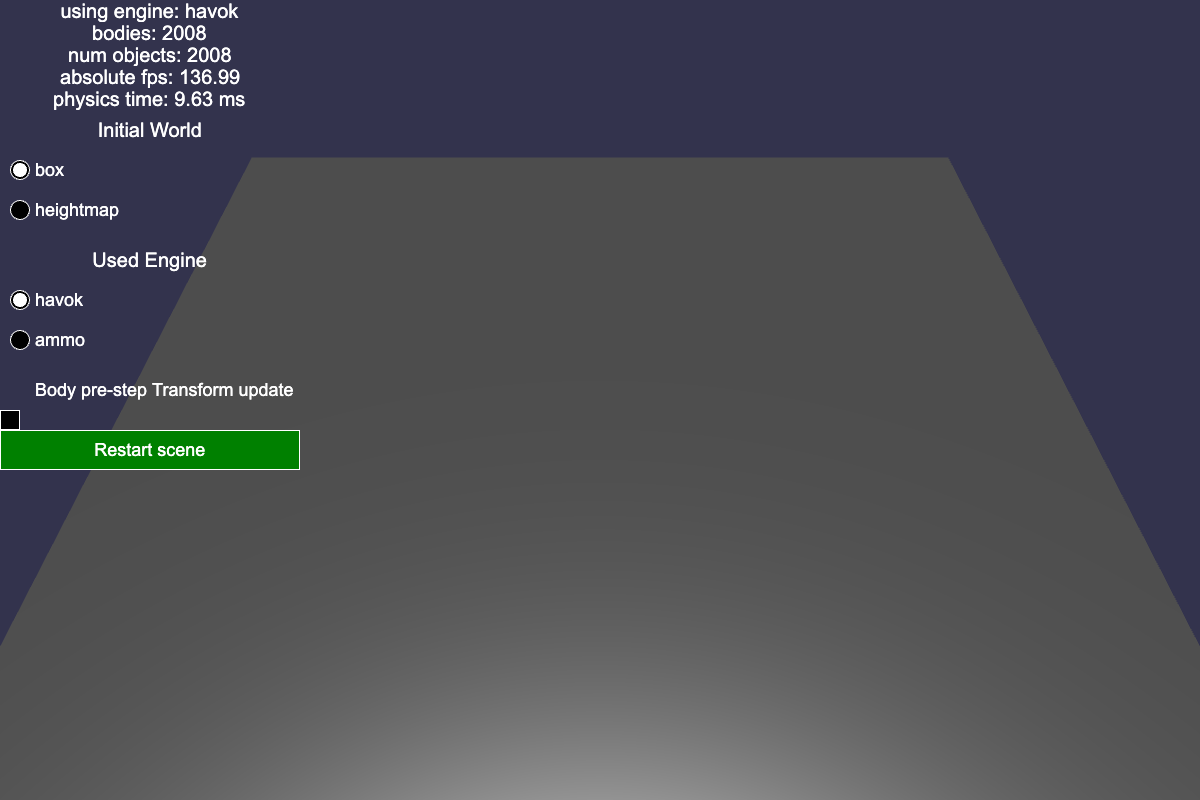 using engine: havok
bodies: 2008
num objects: 2008
absolute fps: 136.99
physics time: 9.63 ms
Initial World
box
heightmap
Used Engine
havok
ammo
Body pre-step Transform update
Restart scene